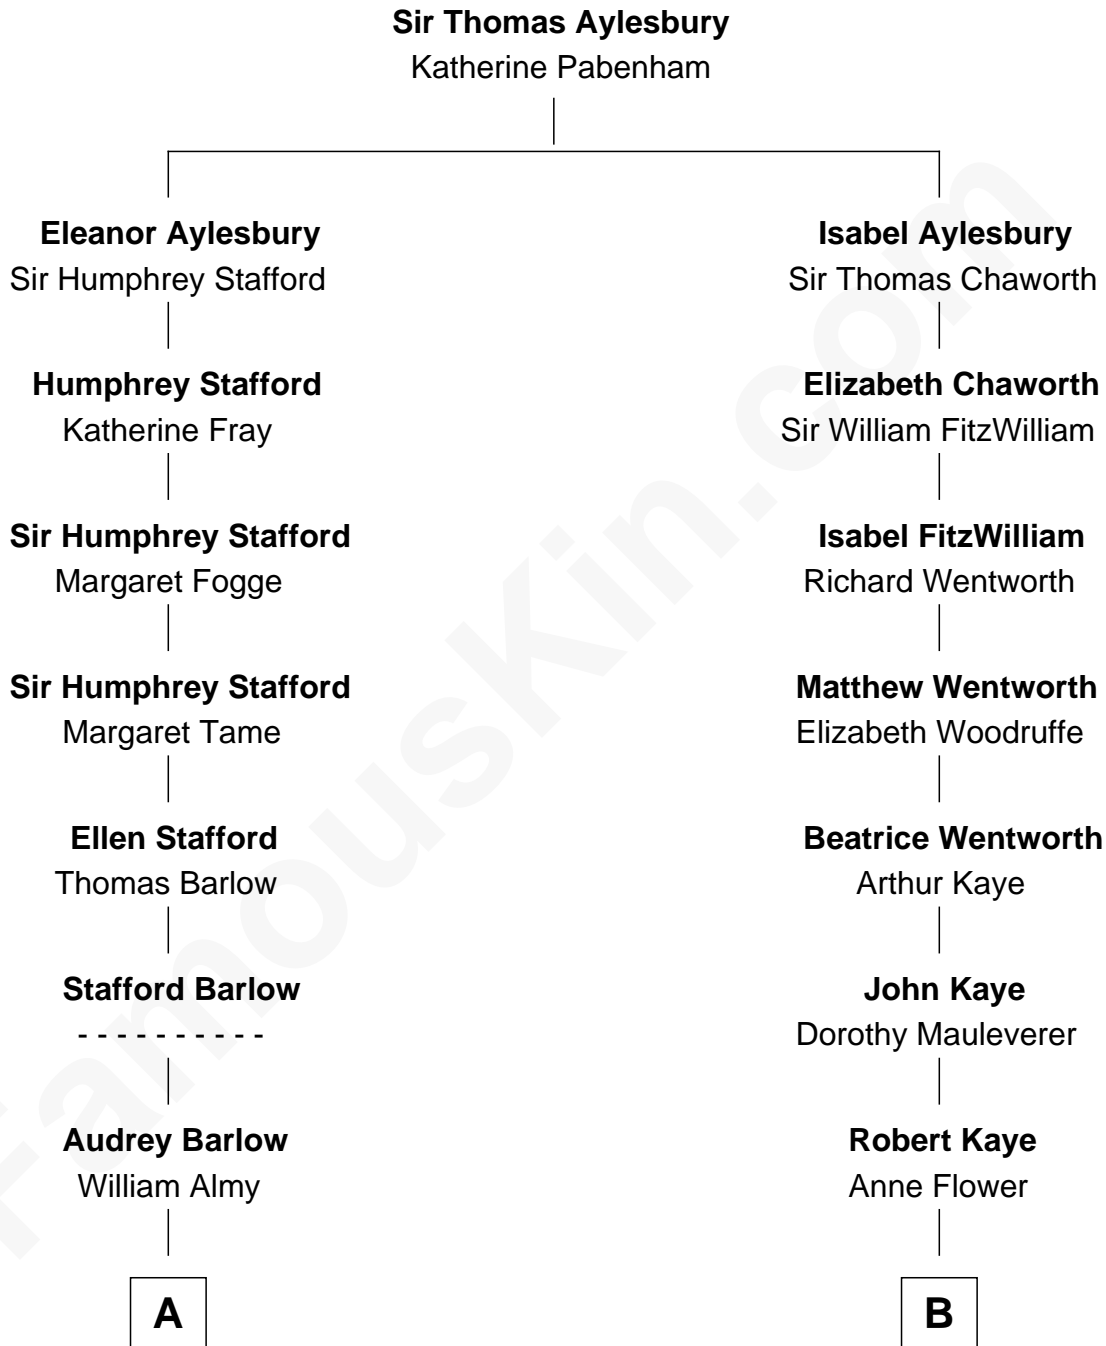 Sir Thomas Aylesbury
Katherine Pabenham
Eleanor Aylesbury
Sir Humphrey Stafford
Isabel Aylesbury
Sir Thomas Chaworth
Humphrey Stafford
Katherine Fray
Elizabeth Chaworth
Sir William FitzWilliam
Sir Humphrey Stafford
Margaret Fogge
Isabel FitzWilliam
Richard Wentworth
Sir Humphrey Stafford
Margaret Tame
Matthew Wentworth
Elizabeth Woodruffe
Ellen Stafford
Thomas Barlow
Beatrice Wentworth
Arthur Kaye
Stafford Barlow
- - - - - - - - - -
John Kaye
Dorothy Mauleverer
Audrey Barlow
William Almy
Robert Kaye
Anne Flower
A
B
FamousKin.com